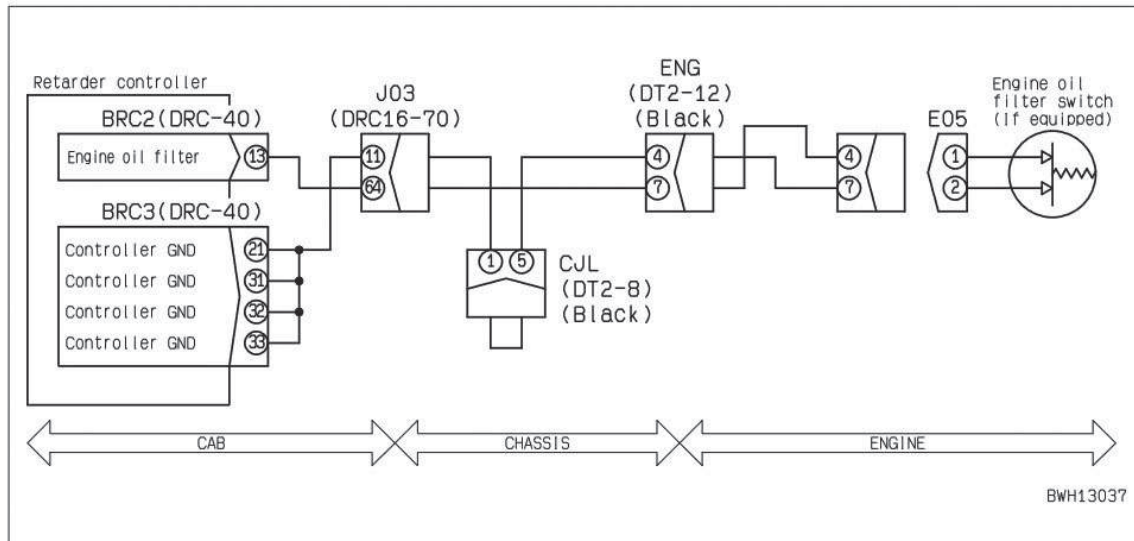 Retarder controller
BRC2(DRC-40)
Engine oil filter
13
BRC3(DRC-40)
Controller GND
21
Controller GND
31
Controller GND
32
Controller GND
33
J03
(DRC16-70)
11
64
CJL
(DT2-8)
(Black)
1
5
ENG
(DT2-12)
(Black)
4
7
4
7
E05
1
2
Engine oil
filter switch
(If equipped)
CAB
CHASSIS
ENGINE
BWH13037